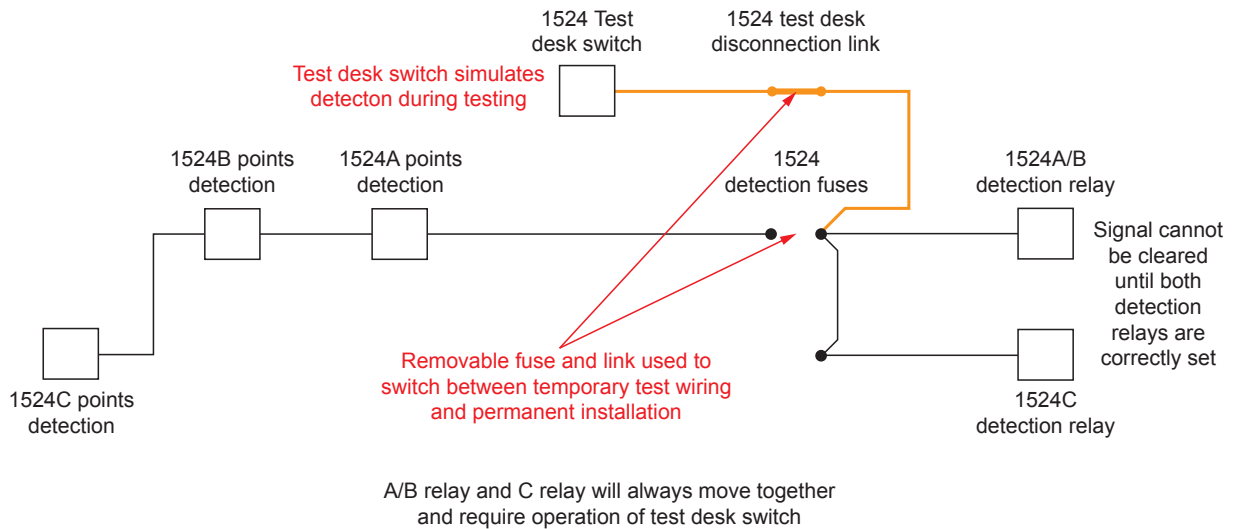 1524 Test
desk switch
1524 test desk
disconnection link
Test desk switch simulates
detecton during testing
1524B points
detection
1524A points
detection
1524
detection fuses
1524A/B
detection relay
Signal cannot
be cleared
until both
detection
relays are
correctly set
Removable fuse and link used to
switch between temporary test wiring
and permanent installation
1524C points
detection
1524C
detection relay
A/B relay and C relay will always move together
and require operation of test desk switch